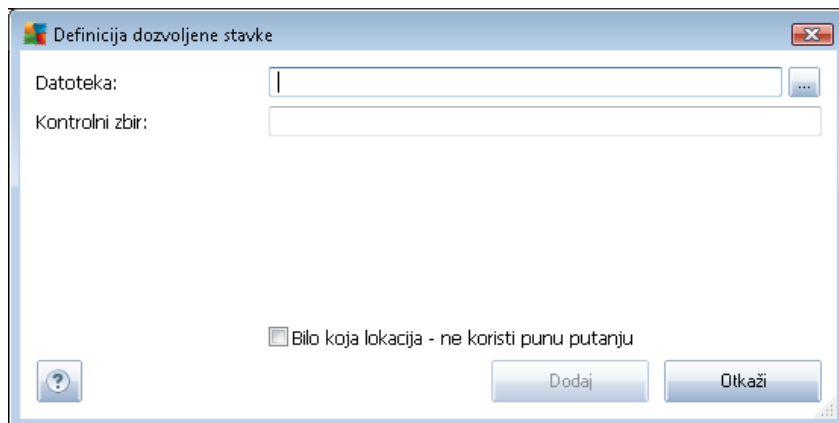 Definicija dozvoljene stavke
Datoteka:
...
Kontrolni zbir:
Bilo koja lokacija - ne koristi punu putanju
?
Dodaj
Otkaži